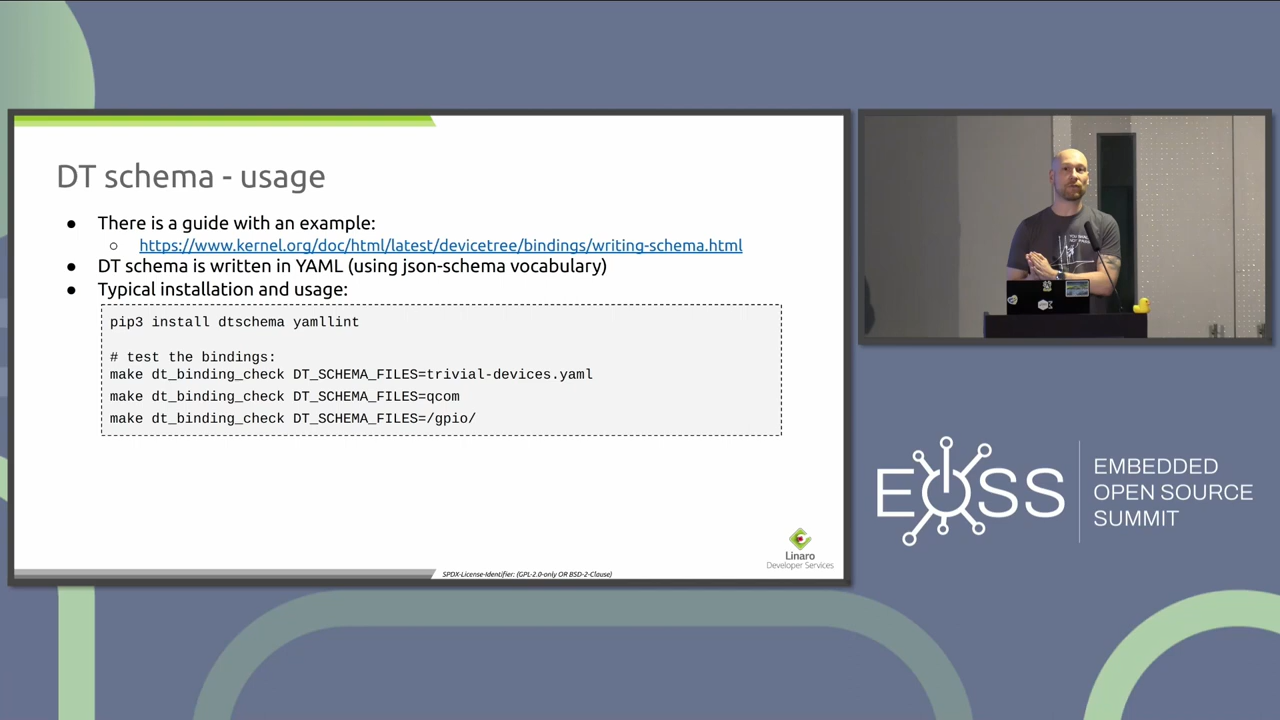 DT schema - usage
● There is a guide with an example:
○ https://www.kernel.org/doc/html/latest/devicetree/bindings/writing-schema.html
● DT schema is written in YAML (using json-schema vocabulary)
● Typical installation and usage:
pip3 install dtschema yamllint
# test the bindings:
make dt_binding_check DT_SCHEMA_FILES=trivial-devices.yaml
make dt_binding_check DT_SCHEMA_FILES=qcom
make dt_binding_check DT_SCHEMA_FILES=/gpio/
Linaro
Developer Services
SPDX-License-Identifier: (GPL-2.0-only OR BSD-2-Clause)
EOSS
EMBEDDED
OPEN SOURCE
SUMMIT